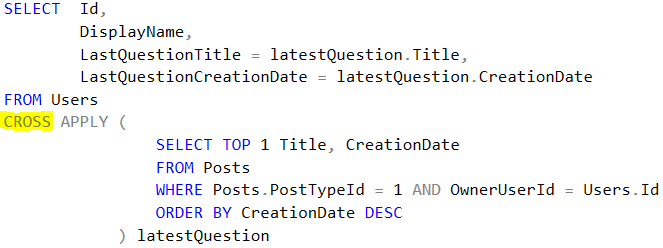 SELECT  Id,
        DisplayName,
        LastQuestionTitle = latestQuestion.Title,
        LastQuestionCreationDate = latestQuestion.CreationDate
FROM Users
CROSS APPLY (
                SELECT TOP 1 Title, CreationDate
                FROM Posts
                WHERE Posts.PostTypeId = 1 AND OwnerUserId = Users.Id
                ORDER BY CreationDate DESC
            ) latestQuestion